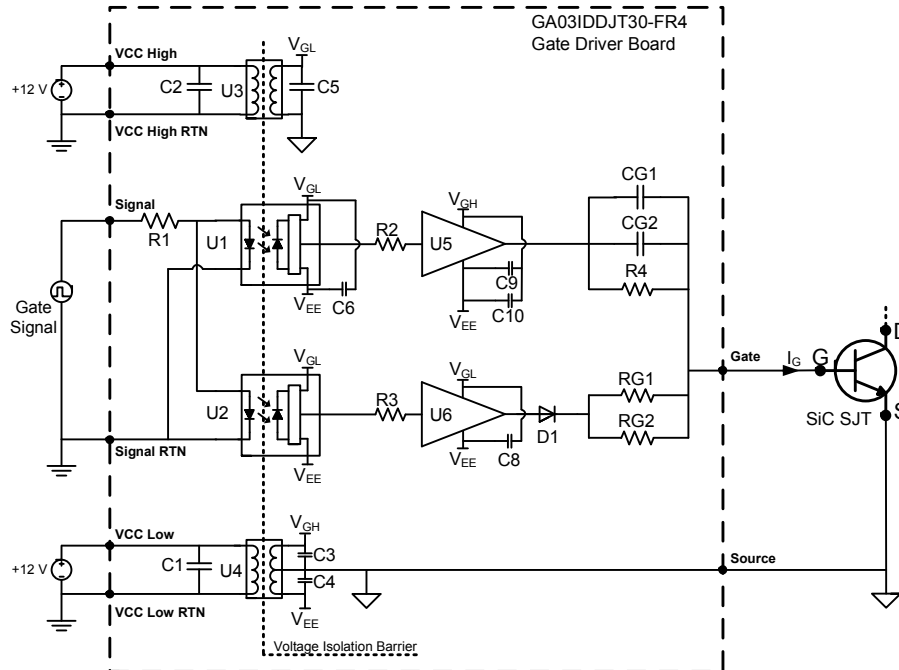 GA03IDDJT30-FR4
Gate Driver Board
VCC High
VGL
+12 V
C2
U3
C5
VCC High RTN
Signal
R1
U1
VGL
VEE
C6
R2
VGH
U5
C9
C10
VEE
CG1
CG2
R4
Gate
Signal
Gate
IG
G
D
S
SiC SJT
U2
VGL
VEE
R3
VGL
U6
VEE
C8
D1
RG1
RG2
Signal RTN
VCC Low
VGH
+12 V
C1
U4
C3
C4
VEE
Source
VCC Low RTN
Voltage Isolation Barrier